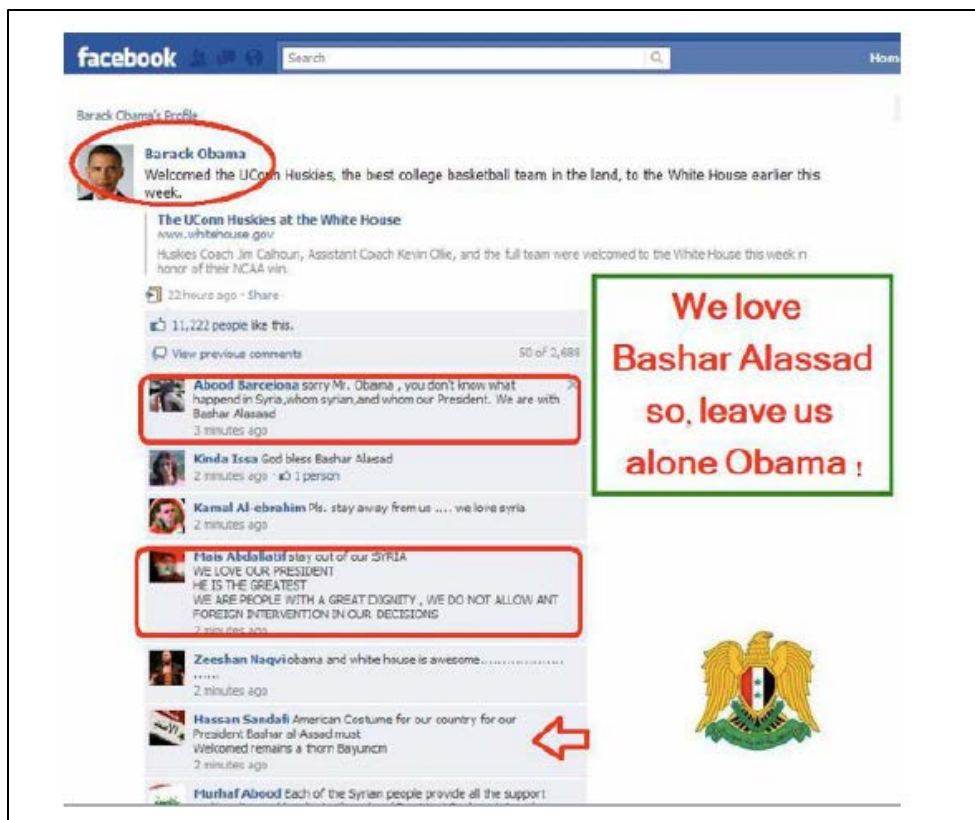 facebook
Search
Hom
Barack Obama's Profile
Barack Obama
Welcomed the UConn Huskies, the best college basketball team in the land, to the White House earlier this
week.
The UConn Huskies at the White House
www.whitehouse.gov
Huskies Coach Jim Calhoun, Assistant Coach Kevin Ollie, and the full team were welcomed to the White House this week in
honor of their NCAA win.
22 hours ago · Share
11,222 people like this.
View previous comments 50 of 2,688
Abood Barcelona sorry Mr. Obama , you don't know what
happend in Syria,whom syrian,and whom our President. We are with
Bashar Alasaad
3 minutes ago
Kinda Issa God bless Bashar Alasad
2 minutes ago · 1 person
Kamal Al-ebrahim Pls. stay away from us .... we love syria
2 minutes ago
Mais Abdallatif stay out of our SYRIA
WE LOVE OUR PRESIDENT
HE IS THE GREATEST
WE ARE PEOPLE WITH A GREAT DIGNITY , WE DO NOT ALLOW ANT
FOREIGN INTERVENTION IN OUR DECISIONS
2 minutes ago
Zeeshan Naqvi obama and white house is awesome.....................
......
2 minutes ago
Hassan Sandafi American Costume for our country for our
President Bashar al-Assad must
Welcomed remains a thorn Bayuncm
2 minutes ago
Murhaf Abood Each of the Syrian people provide all the support
We love
Bashar Alassad
so, leave us
alone Obama !